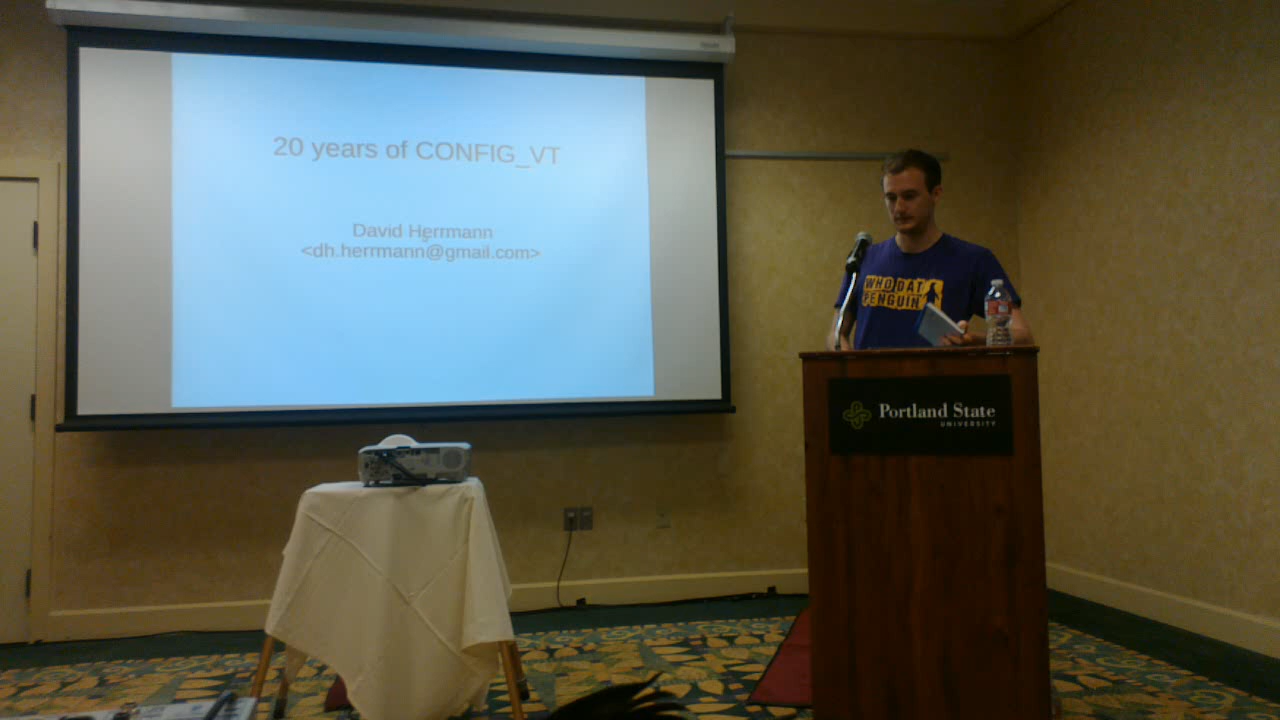 20 years of CONFIG_VT
David Herrmann
<dh.herrmann@gmail.com>
WHO DAT
PENGUIN
Portland State
UNIVERSITY